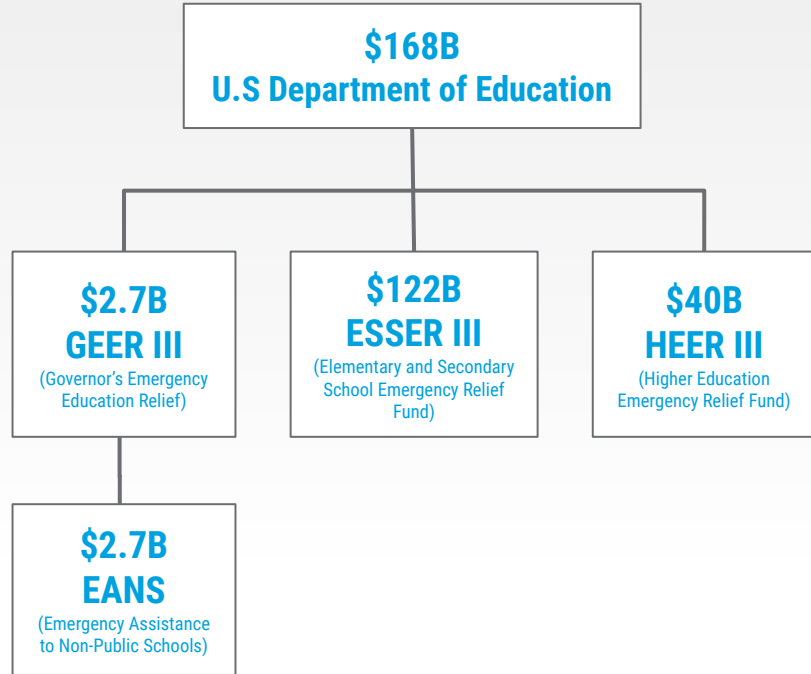 $168B
U.S Department of Education
$2.7B
GEER III
(Governor's Emergency
Education Relief)
$122B
ESSER III
(Elementary and Secondary
School Emergency Relief
Fund)
$40B
HEER III
(Higher Education
Emergency Relief Fund)
$2.7B
EANS
(Emergency Assistance
to Non-Public Schools)